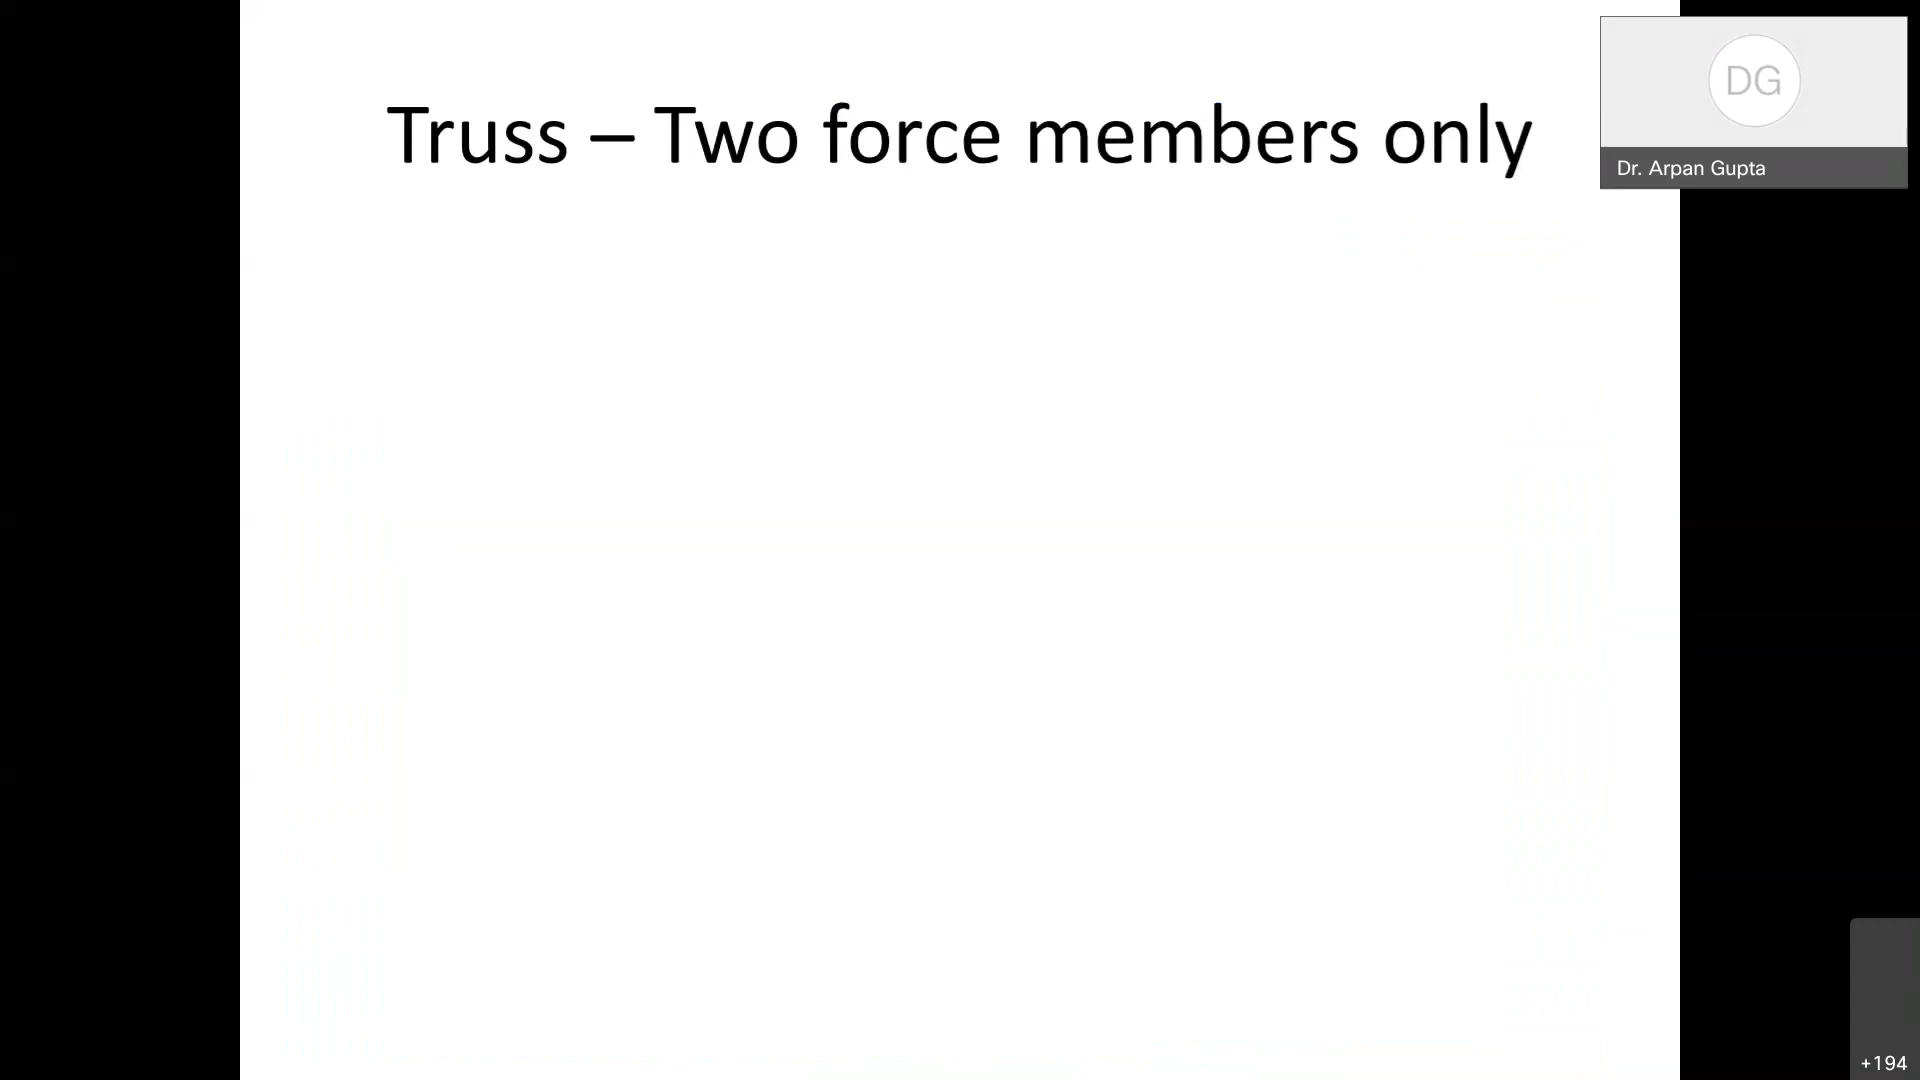 Truss – Two force members only
DG
Dr. Arpan Gupta
+194